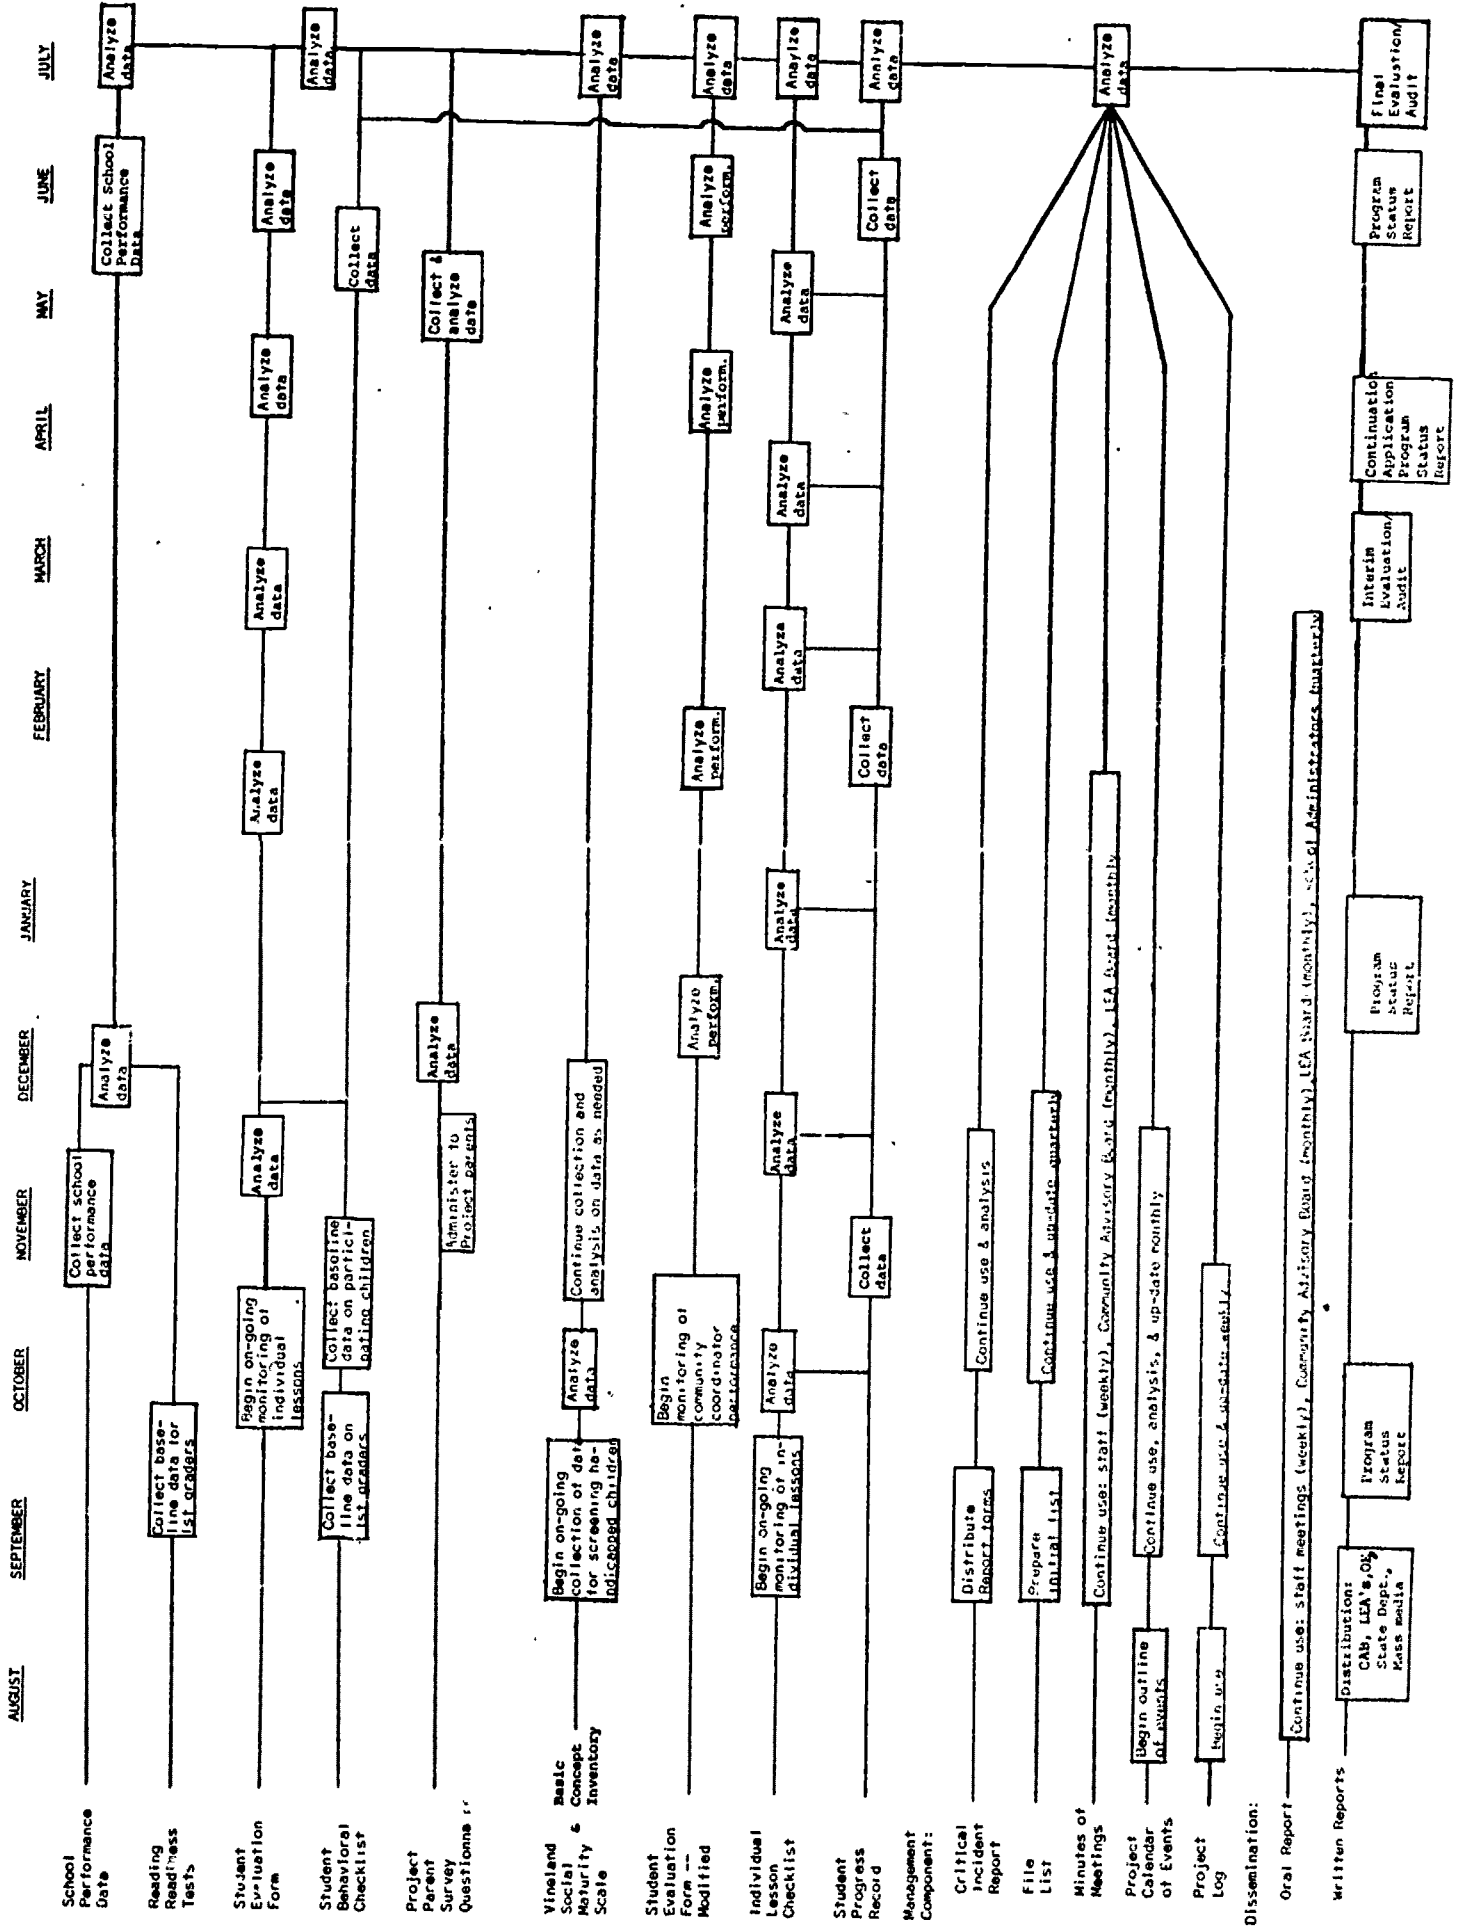 AUGUST
SEPTEMBER
OCTOBER
NOVEMBER
DECEMBER
JANUARY
FEBRUARY
MARCH
APRIL
MAY
JUNE
JULY
School
Performance
Data
Collect school
performance
data
Analyze
data
Collect School
Performance
Data
Analyze
data
Reading
Readiness
Tests
Collect base-
line data for
1st graders
Student
Evaluation
Form
Begin on-going
monitoring of
individual
lessons
Analyze
data
Analyze
data
Analyze
data
Analyze
data
Analyze
data
Analyze
data
Student
Behavioral
Checklist
Collect base-
line data on
1st graders
Collect baseline
data on partici-
pating children
Collect
data
Project
Parent
Survey
Administer to
Project parents
Analyze
data
Collect &
analyze
data
Vineland
Social
Maturity &
Scale
Basic
Concept
Inventory
Begin on-going
collection of data
for screening ha-
ndicapped children
Analyze
data
Continue collection and
analysis on data as needed
Analyze
data
Student
Evaluation
Form --
Modified
Begin
monitoring of
community
coordinator
performance
Analyze
perform.
Analyze
perform.
Analyze
perform.
Analyze
perform.
Analyze
data
Individual
Lesson
Checklist
Begin on-going
monitoring of in-
dividual lessons
Analyze
data
Analyze
data
Analyze
data
Analyza
data
Analyze
data
Analyze
data
Anaylze
data
Student
Progress
Record
Collect
data
Collect
data
Collect
data
Analyze
data
Management
Component:
Critical
Incident
Report
Distribute
Report forms
Continue use & analysis
File
List
Prepare
initial list
Continue use & up-date quarterly
Minutes of
Meetings
Continue use: staff (weekly), Community Advisory Board (monthly), LEA Board (monthly
Analyze
data
Project
Calendar
of Events
Begin outline
of events
Continue use, analysis, & up-date monthly
Project
Log
Begin use
Continue use & up-date weekly
Dissemination:
Oral Report
Continue use: staff meetings (weekly), Community Advisory Board (monthly) LEA Board (monthly), Administrators Quarterly
Written Reports
Distribution:
CAB, LEA's, OE,
State Dept.,
Mass media
Program
Status
Report
Program
Status
Report
Interim
Evaluation/
Audit
Continuation
Application
Program
Status
Report
Program
Status
Report
Final
Evaluation/
Audit